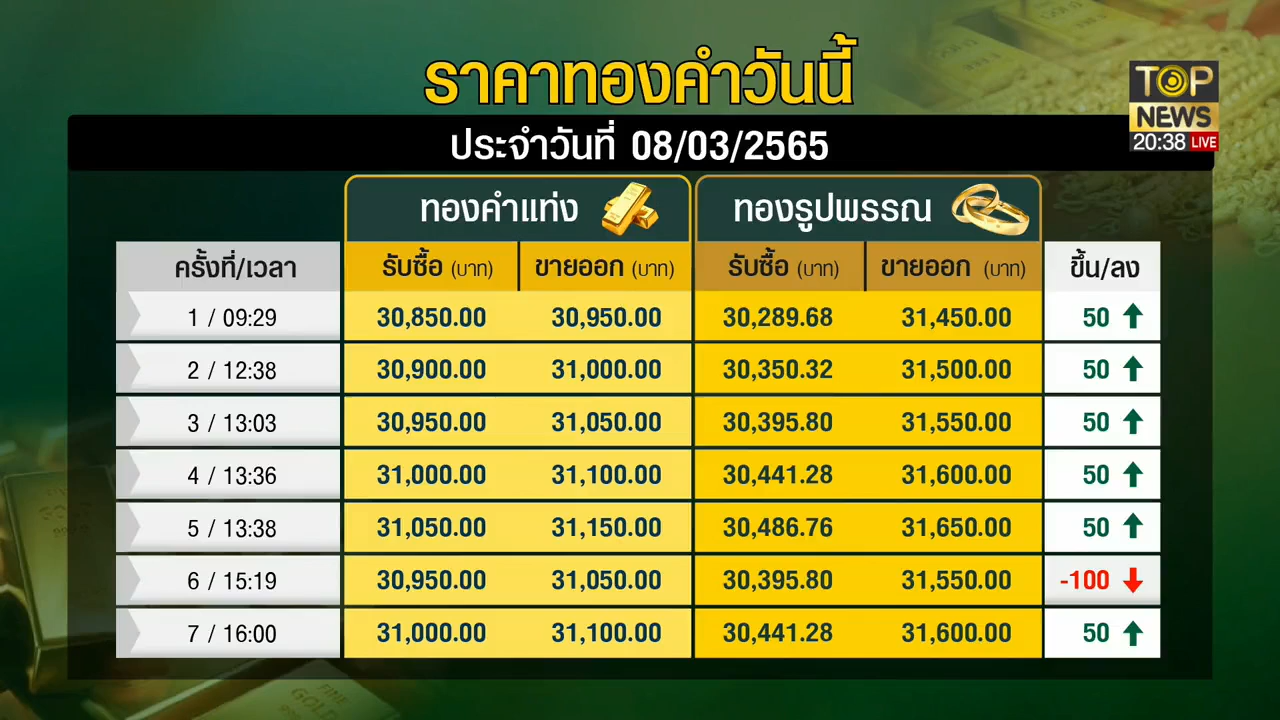 ราคาทองคำวันนี้
TOP
NEWS
20:38 LIVE
ประจำวันที่ 08/03/2565
ทองคำแท่ง ทองรูปพรรณ
ครั้งที่/เวลา รับซื้อ (บาท) ขายออก (บาท) รับซื้อ (บาท) ขายออก (บาท) ขึ้น/ลง
1 / 09:29 30,850.00 30,950.00 30,289.68 31,450.00 50
2 / 12:38 30,900.00 31,000.00 30,350.32 31,500.00 50
3 / 13:03 30,950.00 31,050.00 30,395.80 31,550.00 50
4 / 13:36 31,000.00 31,100.00 30,441.28 31,600.00 50
5 / 13:38 31,050.00 31,150.00 30,486.76 31,650.00 50
6 / 15:19 30,950.00 31,050.00 30,395.80 31,550.00 -100
7 / 16:00 31,000.00 31,100.00 30,441.28 31,600.00 50
FINE
GOLD